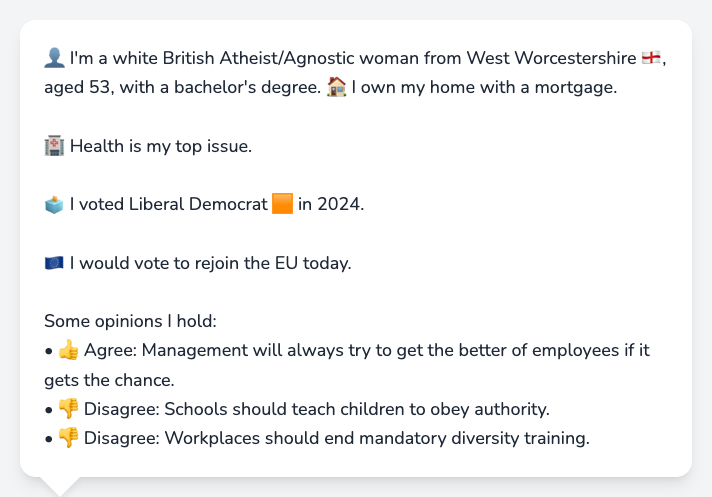 👤 I'm a white British Atheist/Agnostic woman from West Worcestershire 🏴󠁧󠁢󠁥󠁮󠁧󠁿,
aged 53, with a bachelor's degree. 🏠 I own my home with a mortgage.
🏥 Health is my top issue.
🗳️ I voted Liberal Democrat 🟧 in 2024.
🇪🇺 I would vote to rejoin the EU today.
Some opinions I hold:
• 👍 Agree: Management will always try to get the better of employees if it
gets the chance.
• 👎 Disagree: Schools should teach children to obey authority.
• 👎 Disagree: Workplaces should end mandatory diversity training.